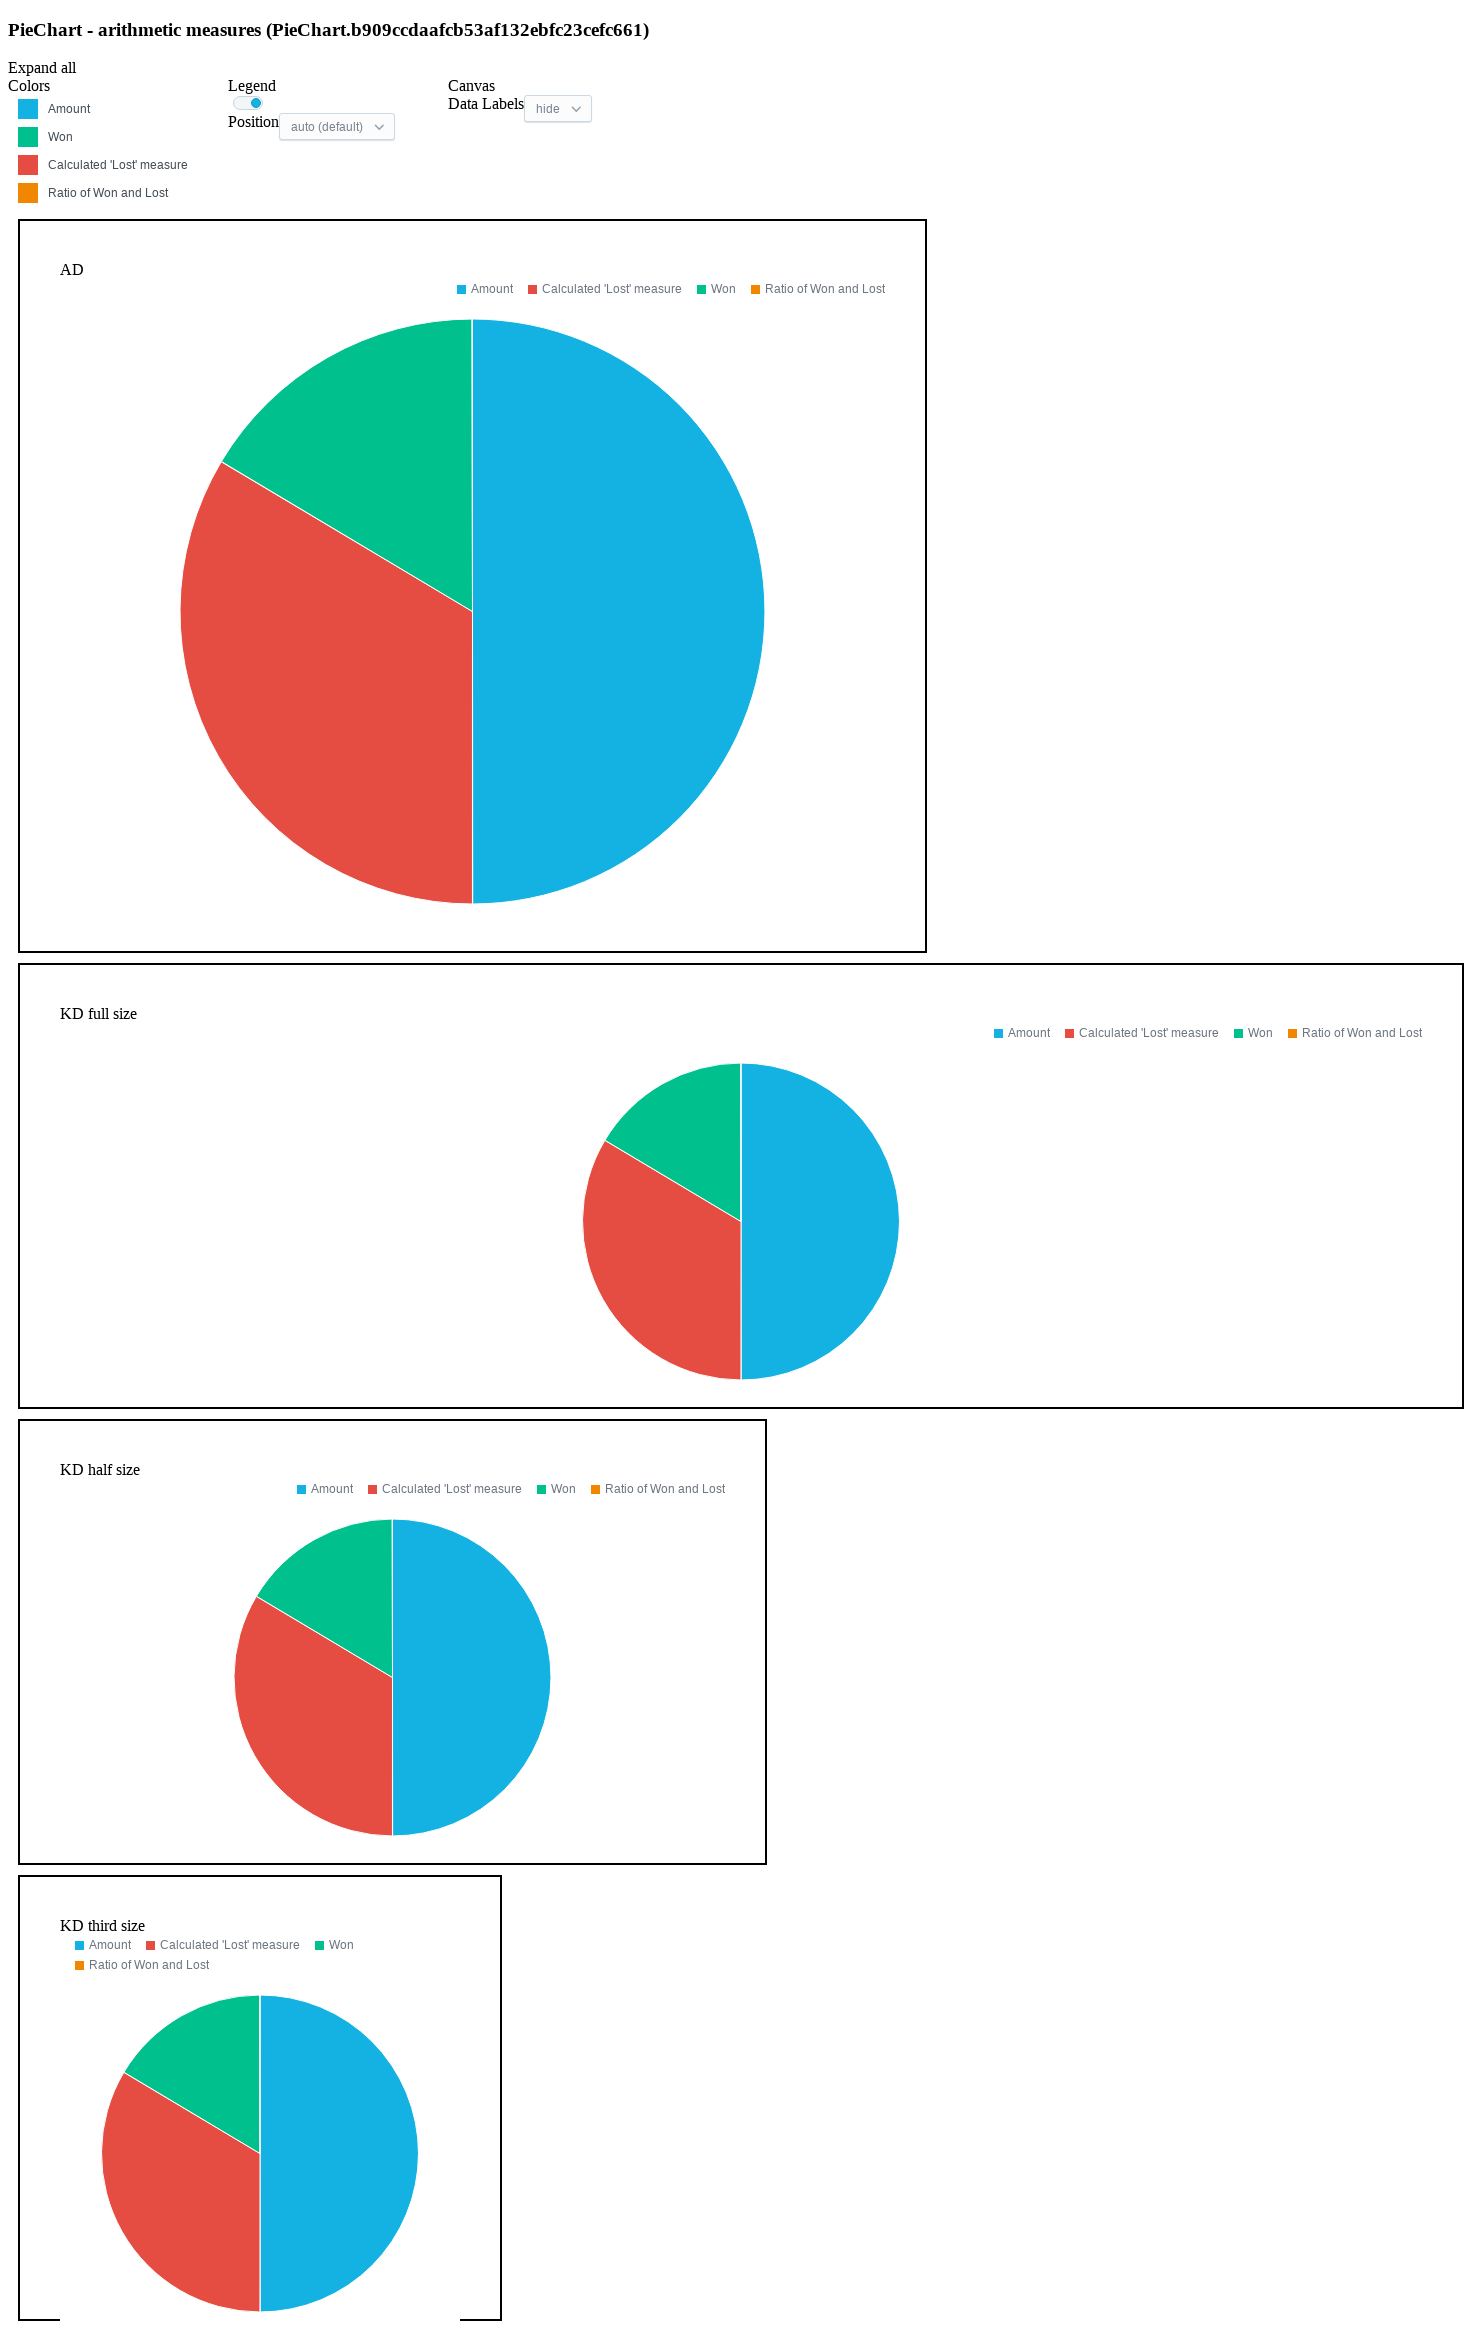 PieChart - arithmetic measures (PieChart.b909ccdaafcb53af132ebfc23cefc661)
Expand all
Colors
Amount
Won
Calculated 'Lost' measure
Ratio of Won and Lost
Legend
Position auto (default)
Canvas
Data Labels hide
AD
Amount Calculated 'Lost' measure Won Ratio of Won and Lost
KD full size
Amount Calculated 'Lost' measure Won Ratio of Won and Lost
KD half size
Amount Calculated 'Lost' measure Won Ratio of Won and Lost
KD third size
Amount Calculated 'Lost' measure Won
Ratio of Won and Lost